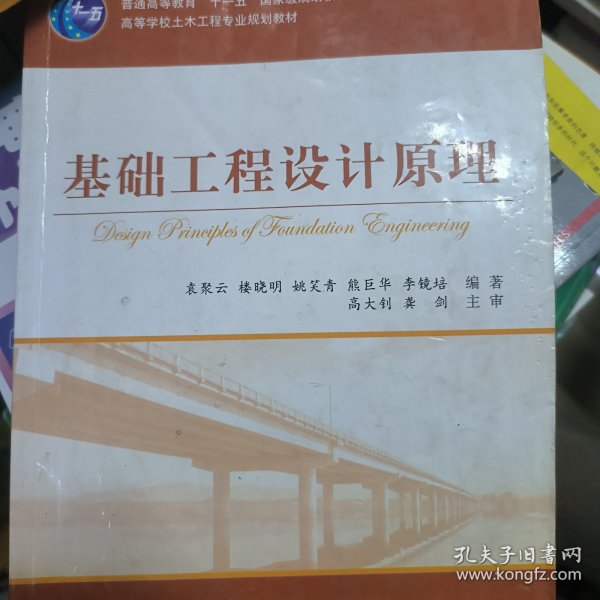 普通高等教育“十一五”国家级规划
高等学校土木工程专业规划教材
十一五
基础工程设计原理
Design Principles of Foundation Engineering
袁聚云 楼晓明 姚笑青 熊巨华 李镜培 编著
高大钊 龚 剑 主审
孔夫子旧书网
www.kongfz.com